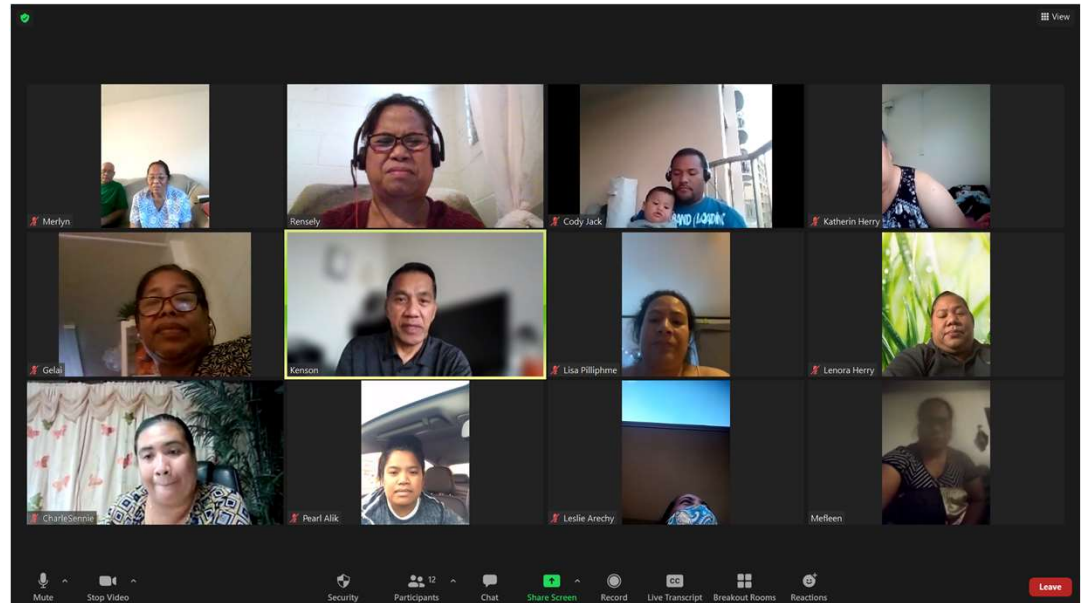 View
Merlyn
Rensely
Cody Jack
Katherin Herry
Gelai
Kenson
Lisa Pilliphme
Lenora Herry
CharleSennie
Pearl Alik
Leslie Arechy
Mefleen
Mute
Stop Video
Security
Participants
12
Chat
Share Screen
Record
CC
Live Transcript
Breakout Rooms
Reactions
Leave